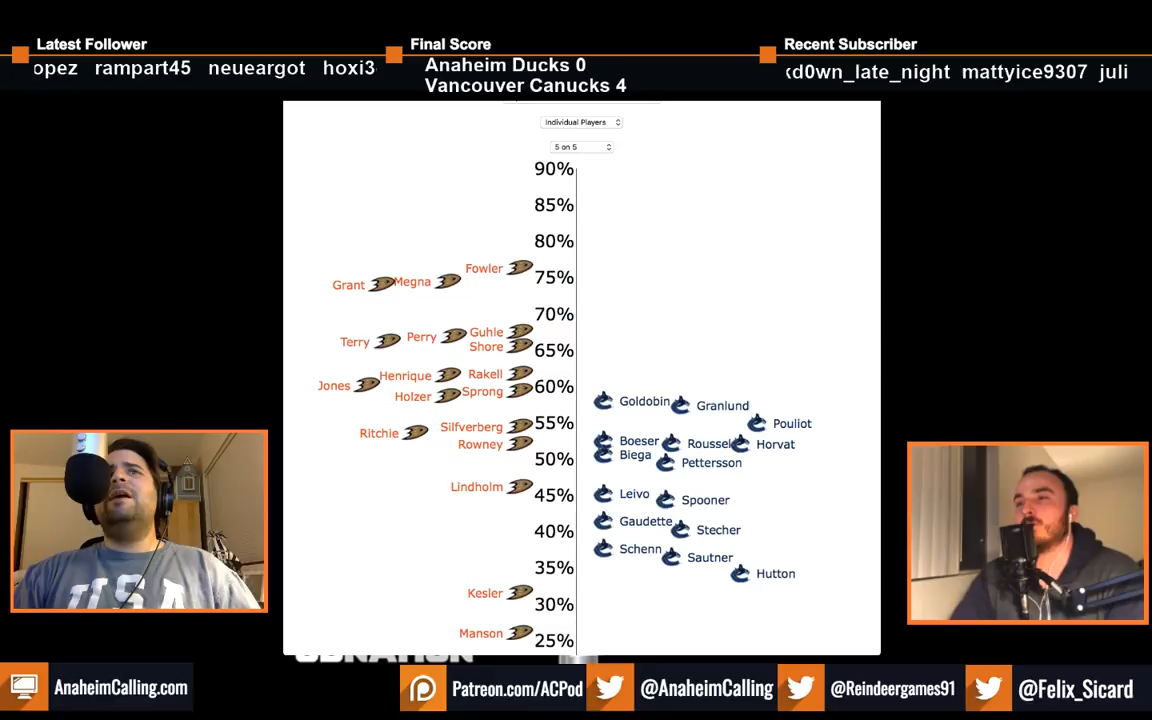 Latest Follower
opez rampart45 neueargot hoxi3
Final Score
Anaheim Ducks 0
Vancouver Canucks 4
Recent Subscriber
kd0wn_late_night mattyice9307 juli
Individual Players
5 on 5
90%
85%
80%
Fowler
75%
Grant Megna
70%
Terry Perry Guhle
Shore 65%
Henrique Rakell
Jones 60%
Holzer Sprong
Goldobin Granlund
Ritchie Silfverberg 55% Pouliot
Rowney Boeser Roussel Horvat
Biega 50% Pettersson
Lindholm 45% Leivo Spooner
Gaudette Stecher
40%
Schenn Sautner
35% Hutton
Kesler
30%
Manson
25%
USA
AnaheimCalling.com
Patreon.com/ACPod
@AnaheimCalling
@Reindeergames91
@Felix_Sicard